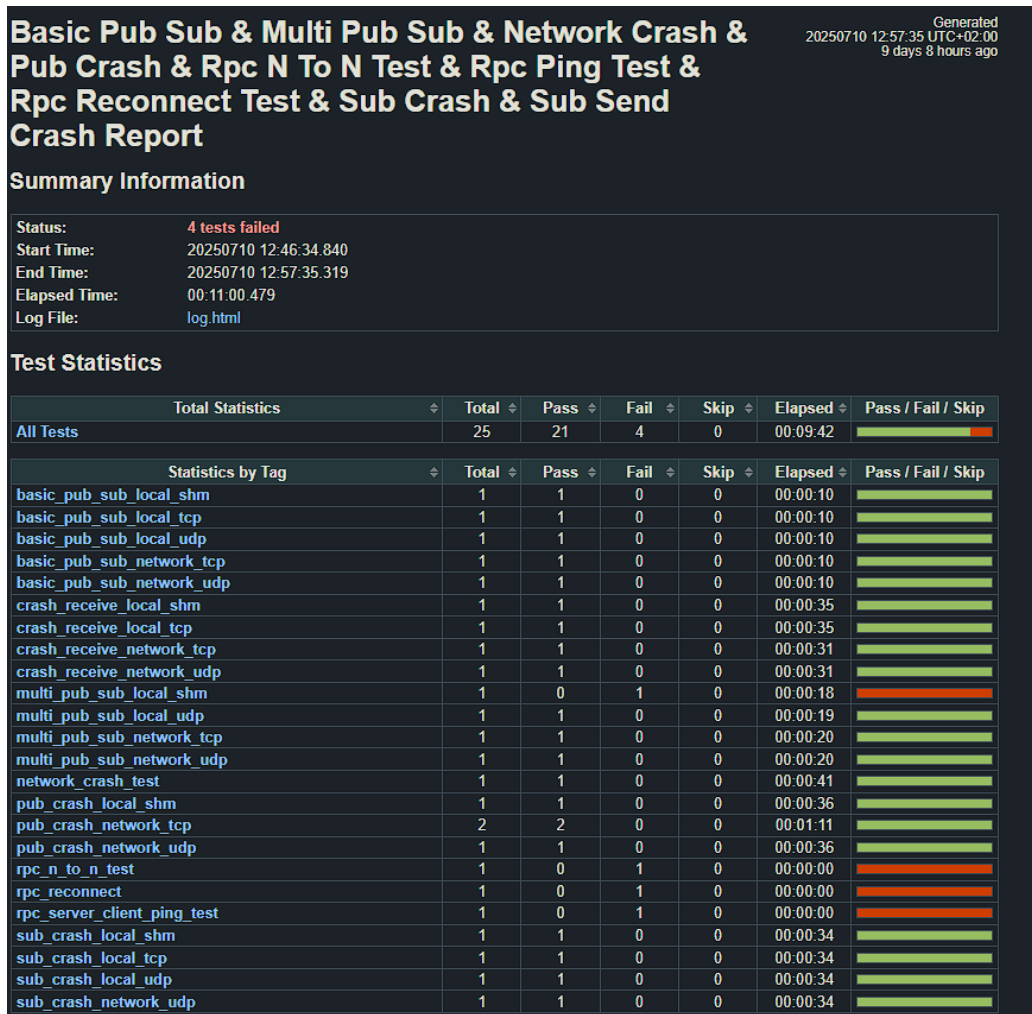 Basic Pub Sub & Multi Pub Sub & Network Crash &
Pub Crash & Rpc N To N Test & Rpc Ping Test &
Rpc Reconnect Test & Sub Crash & Sub Send
Crash Report
Generated
20250710 12:57:35 UTC+02:00
9 days 8 hours ago
Summary Information
Status: 4 tests failed
Start Time: 20250710 12:46:34.840
End Time: 20250710 12:57:35.319
Elapsed Time: 00:11:00.479
Log File: log.html
Test Statistics
Total Statistics Total Pass Fail Skip Elapsed Pass / Fail / Skip
All Tests 25 21 4 0 00:09:42
Statistics by Tag Total Pass Fail Skip Elapsed Pass / Fail / Skip
basic_pub_sub_local_shm 1 1 0 0 00:00:10
basic_pub_sub_local_tcp 1 1 0 0 00:00:10
basic_pub_sub_local_udp 1 1 0 0 00:00:10
basic_pub_sub_network_tcp 1 1 0 0 00:00:10
basic_pub_sub_network_udp 1 1 0 0 00:00:10
crash_receive_local_shm 1 1 0 0 00:00:35
crash_receive_local_tcp 1 1 0 0 00:00:35
crash_receive_network_tcp 1 1 0 0 00:00:31
crash_receive_network_udp 1 1 0 0 00:00:31
multi_pub_sub_local_shm 1 0 1 0 00:00:18
multi_pub_sub_local_udp 1 1 0 0 00:00:19
multi_pub_sub_network_tcp 1 1 0 0 00:00:20
multi_pub_sub_network_udp 1 1 0 0 00:00:20
network_crash_test 1 1 0 0 00:00:41
pub_crash_local_shm 1 1 0 0 00:00:36
pub_crash_network_tcp 2 2 0 0 00:01:11
pub_crash_network_udp 1 1 0 0 00:00:36
rpc_n_to_n_test 1 0 1 0 00:00:00
rpc_reconnect 1 0 1 0 00:00:00
rpc_server_client_ping_test 1 0 1 0 00:00:00
sub_crash_local_shm 1 1 0 0 00:00:34
sub_crash_local_tcp 1 1 0 0 00:00:34
sub_crash_local_udp 1 1 0 0 00:00:34
sub_crash_network_udp 1 1 0 0 00:00:34